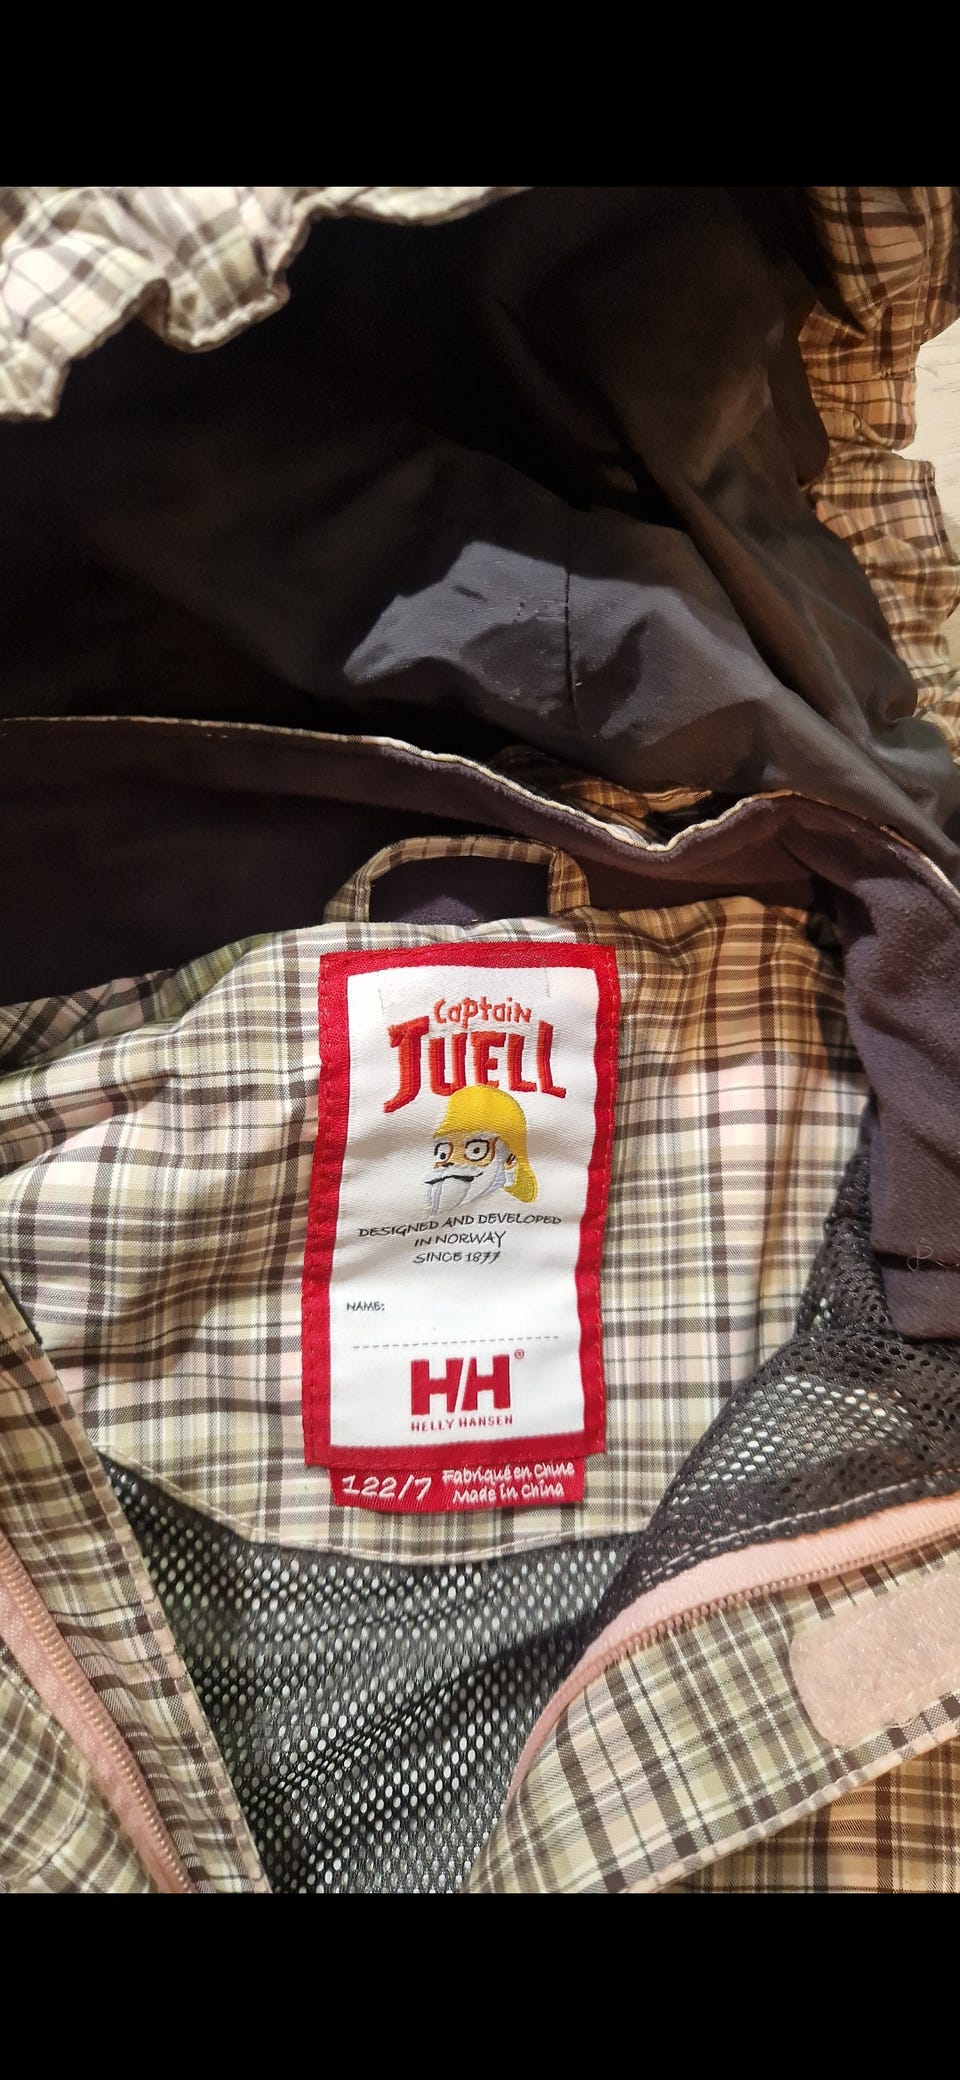 Captain
JUELL
DESIGNED AND DEVELOPED
IN NORWAY
SINCE 1877
NAME:
H/H®
HELLY HANSEN
122/7 Fabriqué en Chine
Made in China